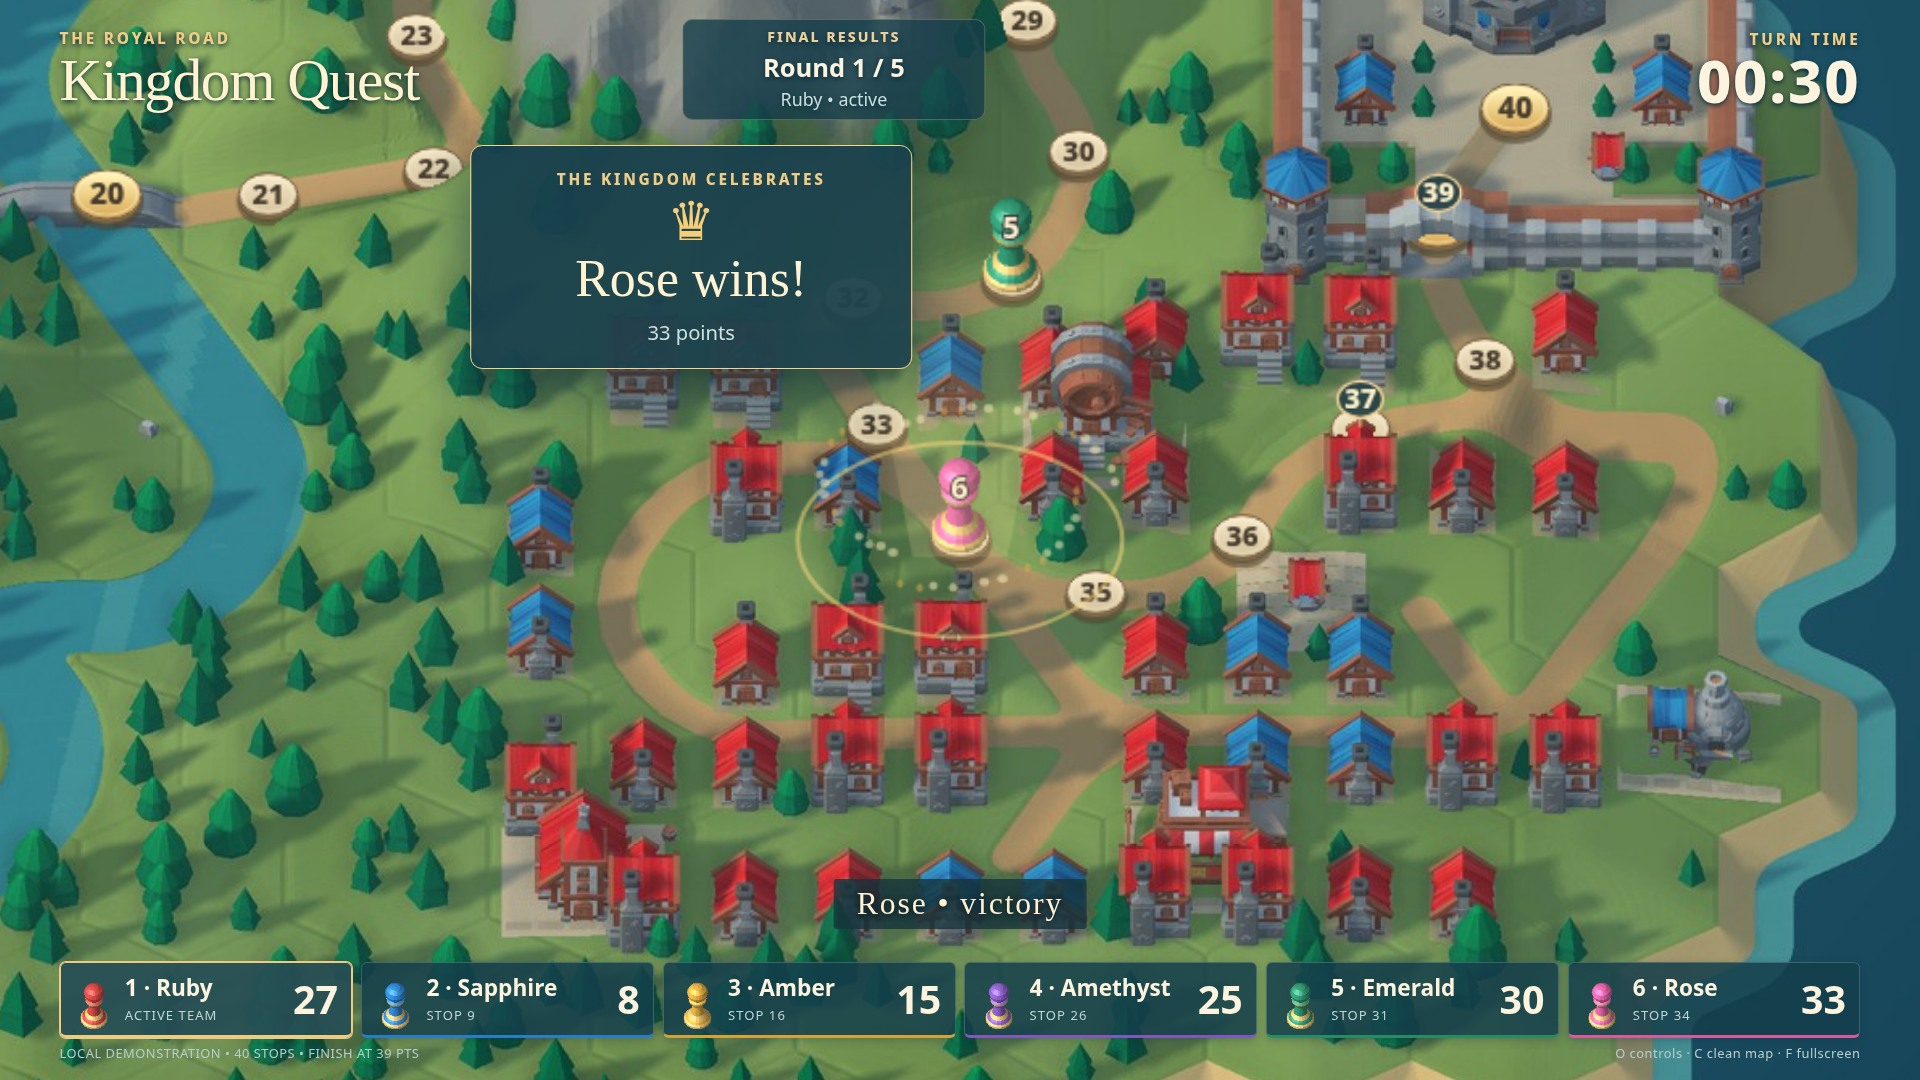 THE ROYAL ROAD
Kingdom Quest
FINAL RESULTS
Round 1 / 5
Ruby • active
TURN TIME
00:30
23
29
22
20
21
30
40
39
THE KINGDOM CELEBRATES
Rose wins!
33 points
5
32
38
37
33
6
36
35
Rose • victory
1 · Ruby
ACTIVE TEAM
27
2 · Sapphire
STOP 9
8
3 · Amber
STOP 16
15
4 · Amethyst
STOP 26
25
5 · Emerald
STOP 31
30
6 · Rose
STOP 34
33
LOCAL DEMONSTRATION • 40 STOPS • FINISH AT 39 PTS
O controls · C clean map · F fullscreen